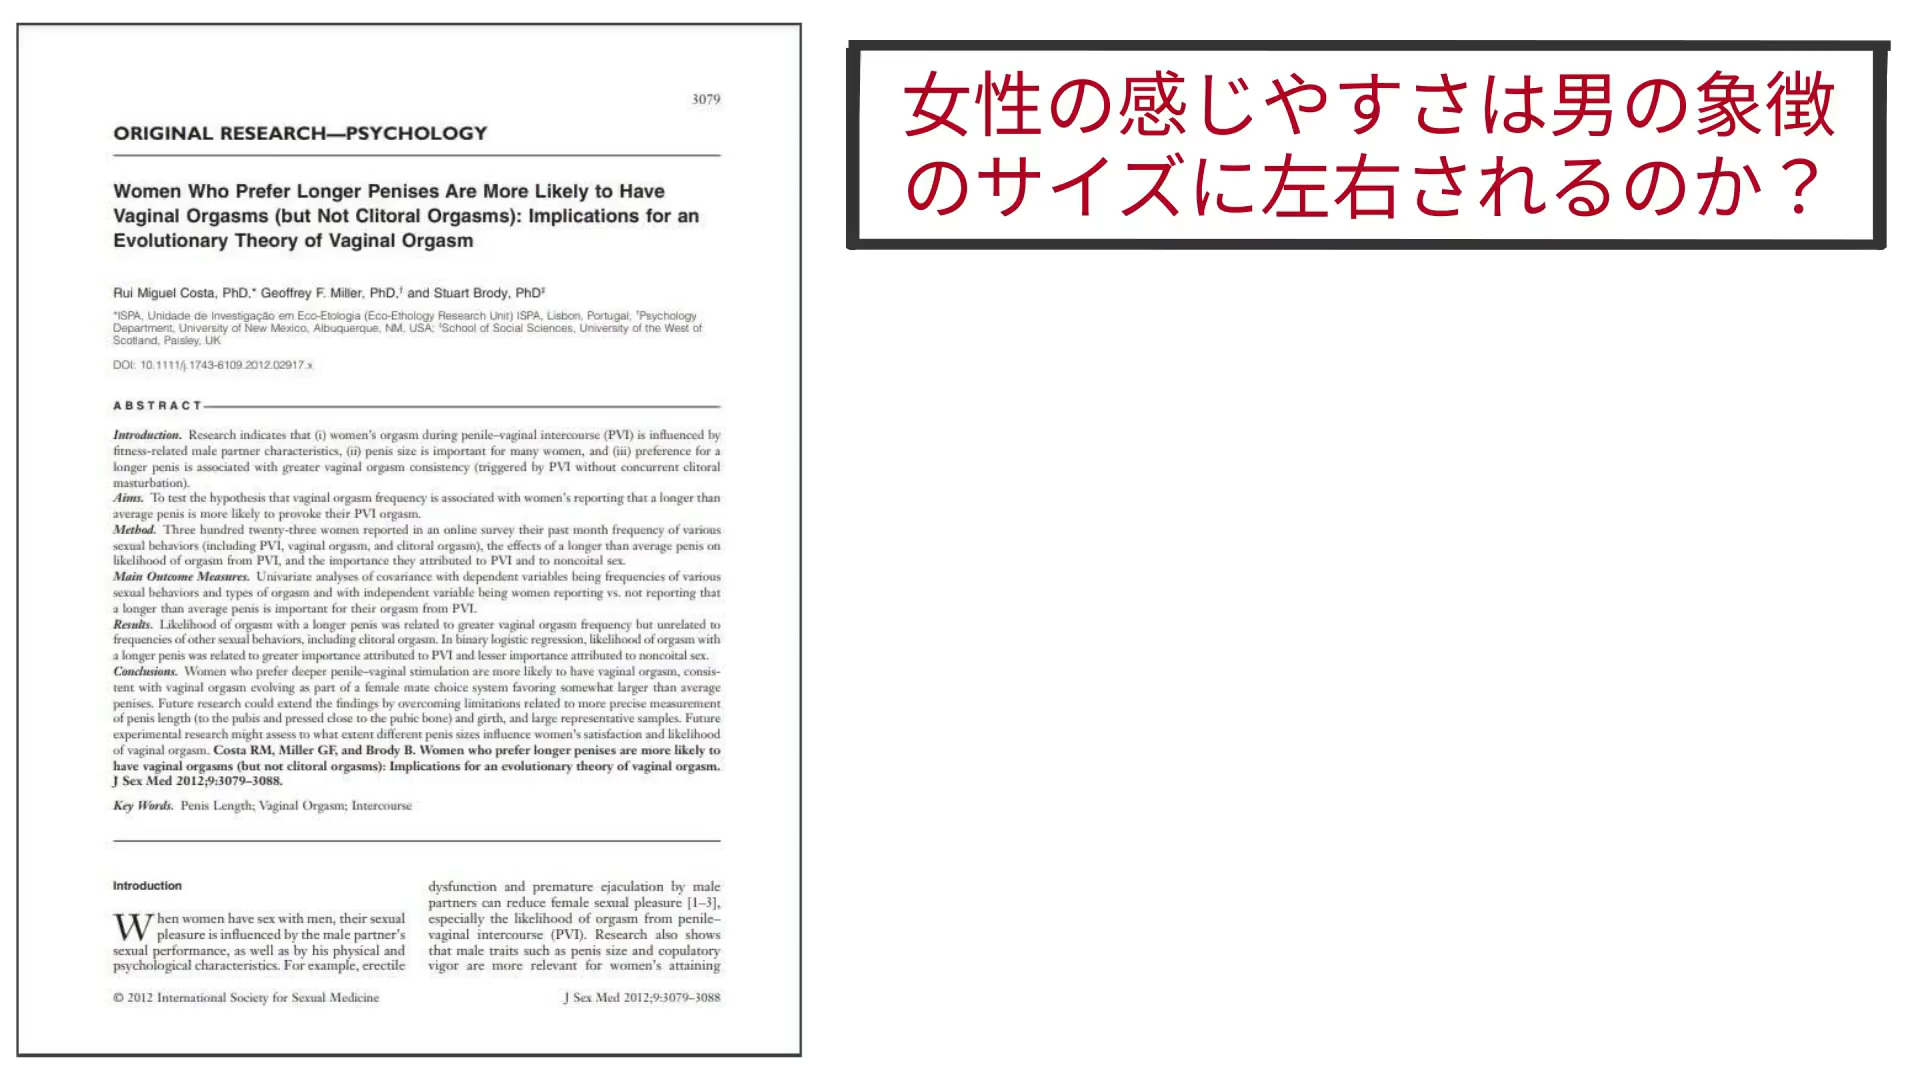 3079
ORIGINAL RESEARCH—PSYCHOLOGY
Women Who Prefer Longer Penises Are More Likely to Have
Vaginal Orgasms (but Not Clitoral Orgasms): Implications for an
Evolutionary Theory of Vaginal Orgasm
Rui Miguel Costa, PhD,* Geoffrey F. Miller, PhD,† and Stuart Brody, PhD‡
*ISPA, Unidade de Investigação em Eco-Etologia (Eco-Ethology Research Unit) ISPA, Lisbon, Portugal; †Psychology
Department, University of New Mexico, Albuquerque, NM, USA; ‡School of Social Sciences, University of the West of
Scotland, Paisley, UK
DOI: 10.1111/j.1743-6109.2012.02917.x
ABSTRACT
Introduction. Research indicates that (i) women's orgasm during penile–vaginal intercourse (PVI) is influenced by
fitness-related male partner characteristics, (ii) penis size is important for many women, and (iii) preference for a
longer penis is associated with greater vaginal orgasm consistency (triggered by PVI without concurrent clitoral
masturbation).
Aims. To test the hypothesis that vaginal orgasm frequency is associated with women's reporting that a longer than
average penis is more likely to provoke their PVI orgasm.
Method. Three hundred twenty-three women reported in an online survey their past month frequency of various
sexual behaviors (including PVI, vaginal orgasm, and clitoral orgasm), the effects of a longer than average penis on
likelihood of orgasm from PVI, and the importance they attributed to PVI and to noncoital sex.
Main Outcome Measures. Univariate analyses of covariance with dependent variables being frequencies of various
sexual behaviors and types of orgasm and with independent variable being women reporting vs. not reporting that
a longer than average penis is important for their orgasm from PVI.
Results. Likelihood of orgasm with a longer penis was related to greater vaginal orgasm frequency but unrelated to
frequencies of other sexual behaviors, including clitoral orgasm. In binary logistic regression, likelihood of orgasm with
a longer penis was related to greater importance attributed to PVI and lesser importance attributed to noncoital sex.
Conclusions. Women who prefer deeper penile–vaginal stimulation are more likely to have vaginal orgasm, consis-
tent with vaginal orgasm evolving as part of a female mate choice system favoring somewhat larger than average
penises. Future research could extend the findings by overcoming limitations related to more precise measurement
of penis length (to the pubis and pressed close to the pubic bone) and girth, and large representative samples. Future
experimental research might assess to what extent different penis sizes influence women's satisfaction and likelihood
of vaginal orgasm. Costa RM, Miller GF, and Brody B. Women who prefer longer penises are more likely to
have vaginal orgasms (but not clitoral orgasms): Implications for an evolutionary theory of vaginal orgasm.
J Sex Med 2012;9:3079–3088.
Key Words. Penis Length; Vaginal Orgasm; Intercourse
Introduction
When women have sex with men, their sexual
pleasure is influenced by the male partner's
sexual performance, as well as by his physical and
psychological characteristics. For example, erectile
dysfunction and premature ejaculation by male
partners can reduce female sexual pleasure [1–3],
especially the likelihood of orgasm from penile–
vaginal intercourse (PVI). Research also shows
that male traits such as penis size and copulatory
vigor are more relevant for women's attaining
© 2012 International Society for Sexual Medicine
J Sex Med 2012;9:3079–3088
女性の感じやすさは男の象徴
のサイズに左右されるのか？